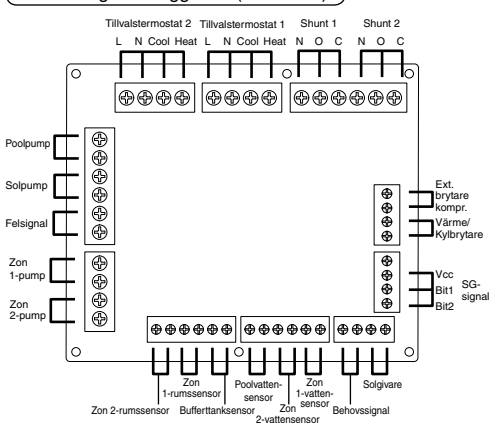 Tillvalstermostat 2 Tillvalstermostat 1 Shunt 1 Shunt 2
L N Cool Heat L N Cool Heat N O C N O C
Poolpump
Solpump
Felsignal
Zon
1-pump
Zon
2-pump
Ext.
brytare
kompr.
Värme/
Kylbrytare
Vcc
Bit1
Bit2
SG-
signal
Zon 2-rumssensor
Zon
1-rumssensor
Bufferttanksensor
Poolvatten-
sensor
Zon
2-vattensensor
Zon
1-vatten-
sensor
Behovssignal
Solgivare